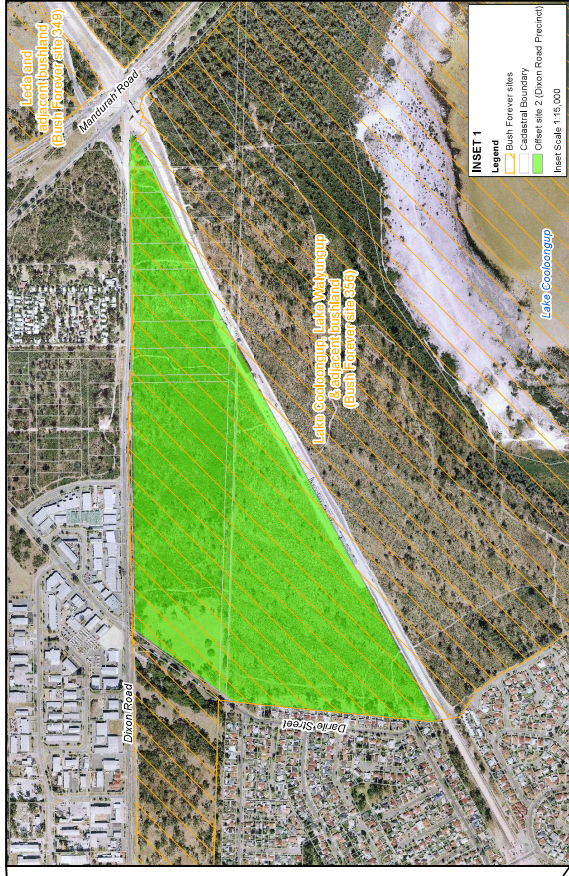 Leda and
adjacent bushland
(Bush Forever site 349)
Mandurah Road
INSET 1
Legend
Bush Forever sites
Cadastral Boundary
Offset site 2 (Dixon Road Precinct)
Inset Scale 1:15,000
Lake Cooloongup
Lake Cooloongup, Lake Walyungup
& adjacent bushland
(Bush Forever site 356)
Dixon Road
Darile Street